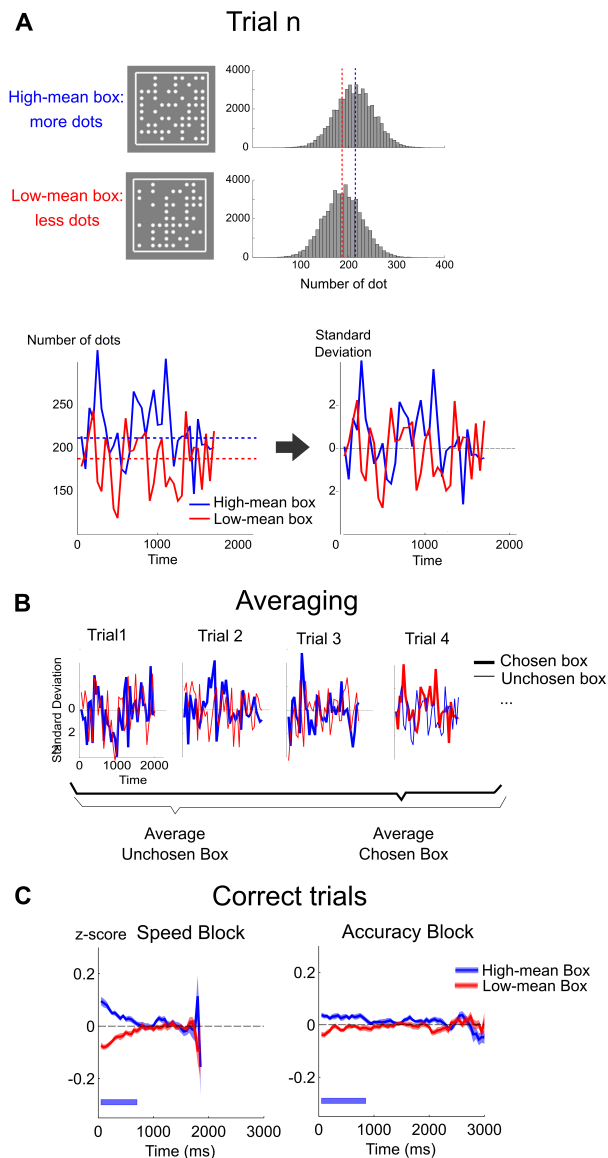 A
Trial n
High-mean box:
more dots
4000
2000
0
Low-mean box:
less dots
4000
2000
0
100 200 300 400
Number of dot
Number of dots
250
200
150
High-mean box
Low-mean box
0 1000 2000
Time
Standard
Deviation
2
0
2
0 1000 2000
Time
B
Averaging
Trial1 Trial 2 Trial 3 Trial 4
Chosen box
Unchosen box
...
Standard Deviation
0
2
0 1000 2000
Time
Average
Unchosen Box
Average
Chosen Box
C
Correct trials
z-score Speed Block
0.2
0
-0.2
0 1000 2000 3000
Time (ms)
Accuracy Block
High-mean Box
Low-mean Box
0.2
0
-0.2
0 1000 2000 3000
Time (ms)